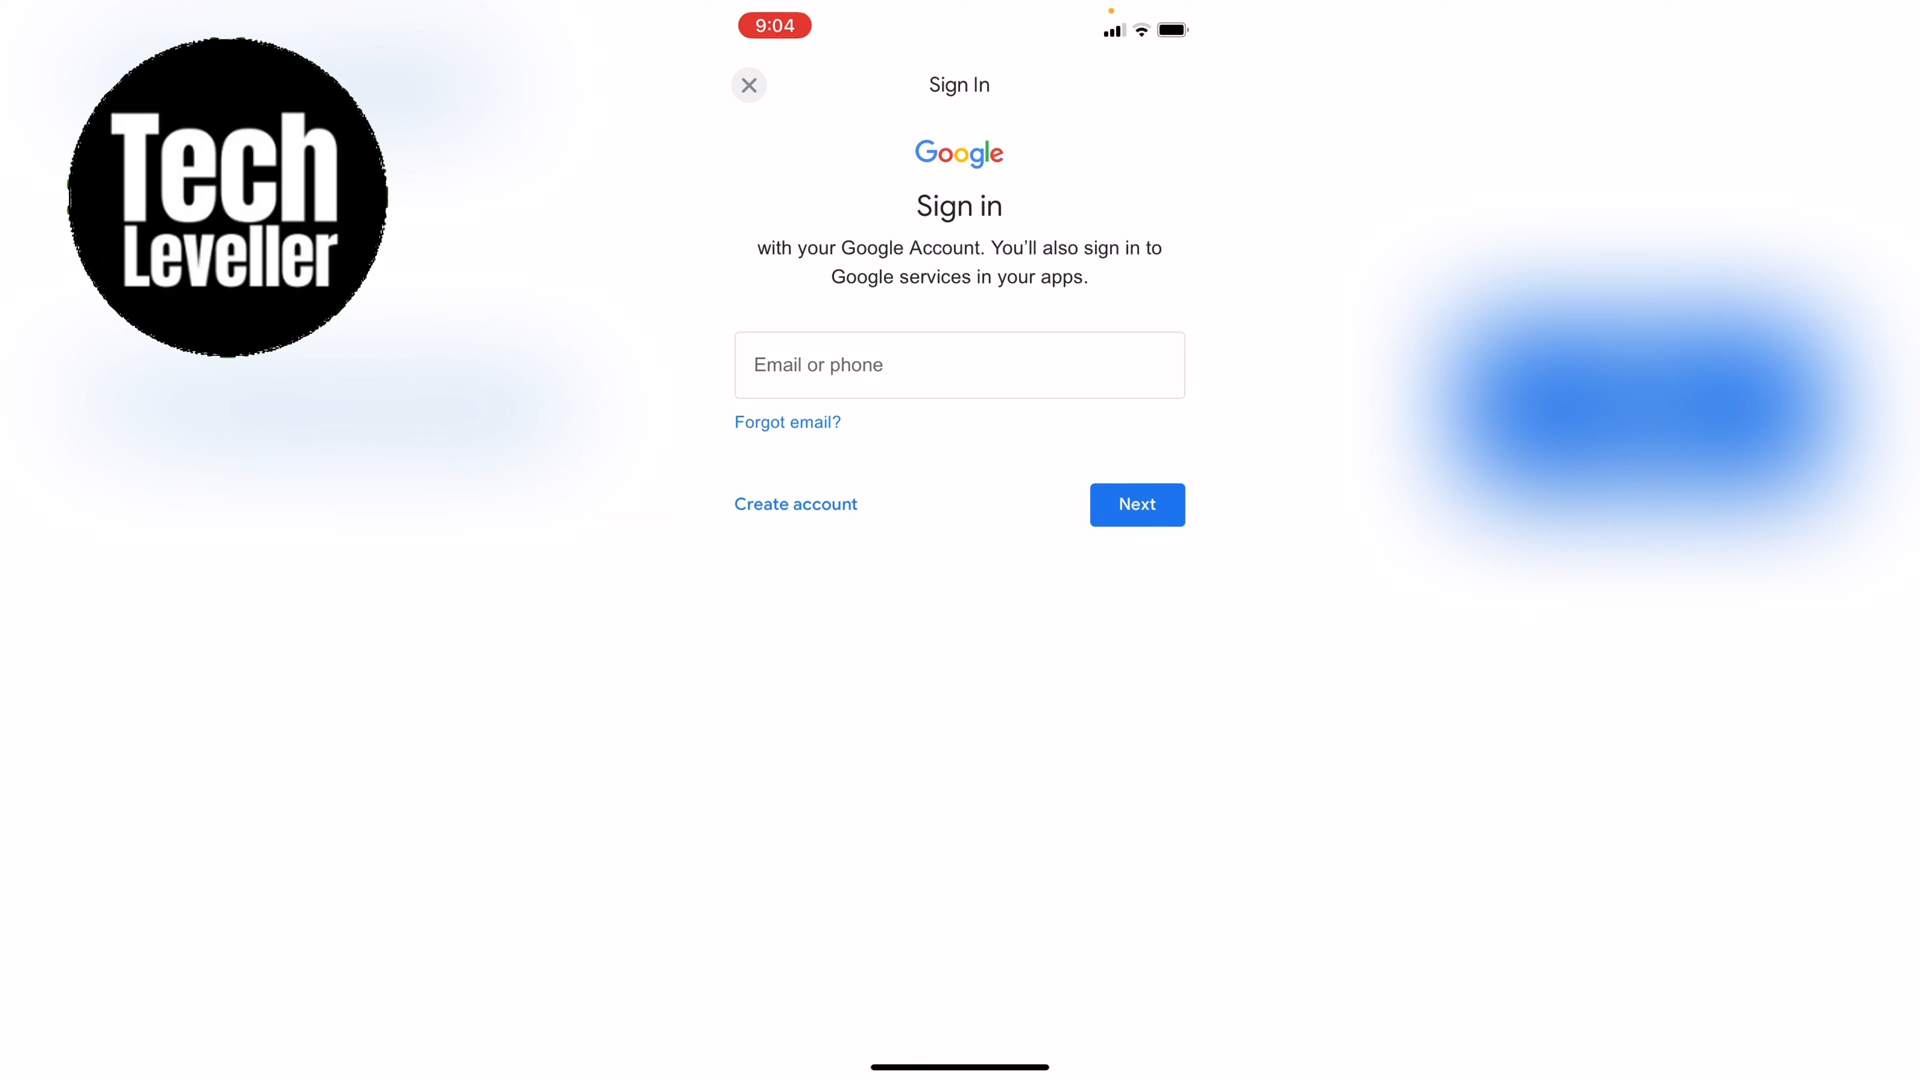 Tech
Leveller
9:04
Sign In
Google
Sign in
with your Google Account. You’ll also sign in to
Google services in your apps.
Email or phone
Forgot email?
Create account
Next